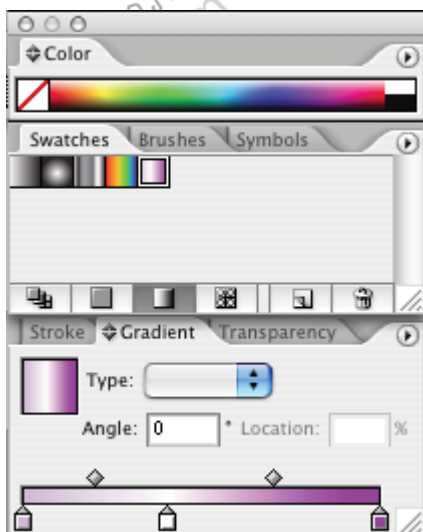 Color
Swatches Brushes Symbols
Stroke Gradient Transparency
Type:
Angle: 0 ° Location: %